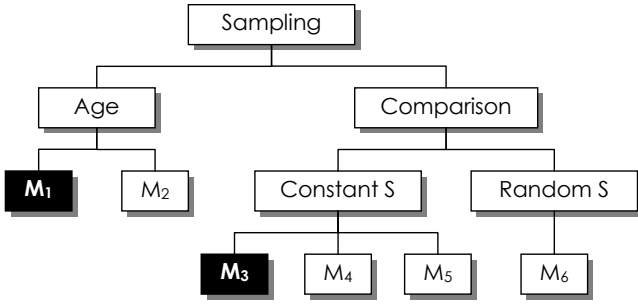 Sampling
Age
Comparison
M₁
M₂
Constant S
Random S
M₃
M₄
M₅
M₆